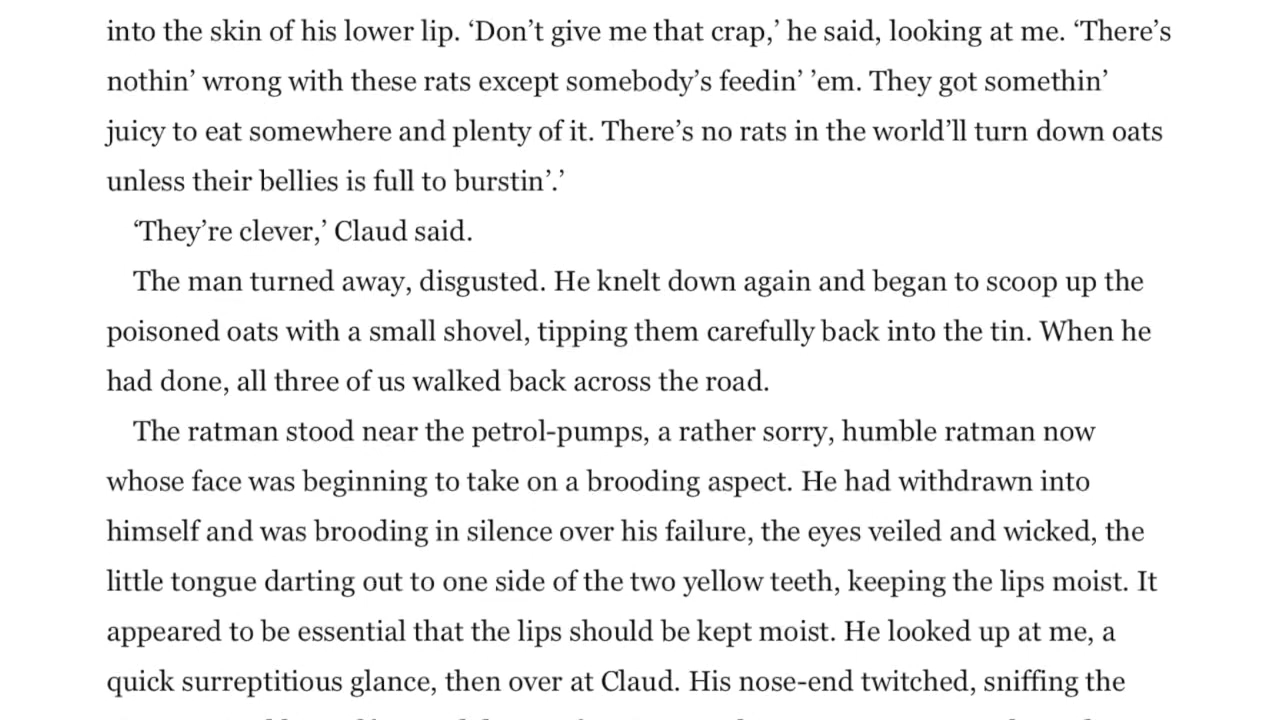 into the skin of his lower lip. ‘Don’t give me that crap,’ he said, looking at me. ‘There’s
nothin’ wrong with these rats except somebody’s feedin’ ’em. They got somethin’
juicy to eat somewhere and plenty of it. There’s no rats in the world’ll turn down oats
unless their bellies is full to burstin’.’
‘They’re clever,’ Claud said.
The man turned away, disgusted. He knelt down again and began to scoop up the
poisoned oats with a small shovel, tipping them carefully back into the tin. When he
had done, all three of us walked back across the road.
The ratman stood near the petrol-pumps, a rather sorry, humble ratman now
whose face was beginning to take on a brooding aspect. He had withdrawn into
himself and was brooding in silence over his failure, the eyes veiled and wicked, the
little tongue darting out to one side of the two yellow teeth, keeping the lips moist. It
appeared to be essential that the lips should be kept moist. He looked up at me, a
quick surreptitious glance, then over at Claud. His nose-end twitched, sniffing the